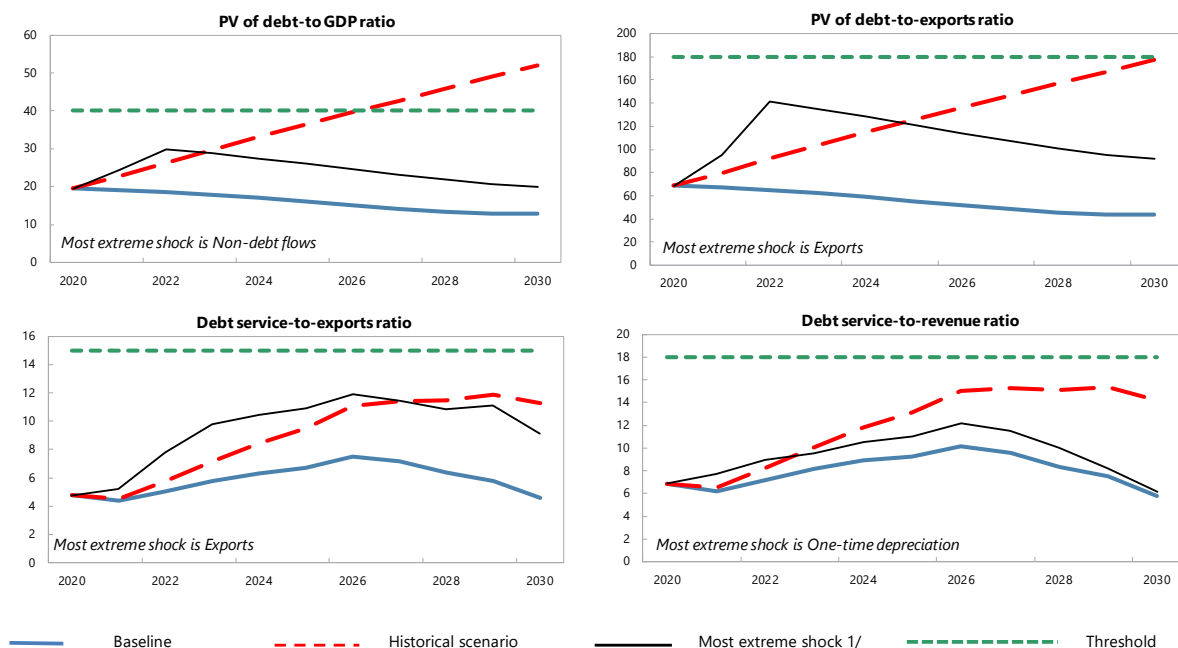 PV of debt-to GDP ratio
60
50
40
30
20
10
0
Most extreme shock is Non-debt flows
2020 2022 2024 2026 2028 2030
PV of debt-to-exports ratio
200
180
160
140
120
100
80
60
40
20
0
Most extreme shock is Exports
2020 2022 2024 2026 2028 2030
Debt service-to-exports ratio
16
14
12
10
8
6
4
2
0
Most extreme shock is Exports
2020 2022 2024 2026 2028 2030
Debt service-to-revenue ratio
20
18
16
14
12
10
8
6
4
2
0
Most extreme shock is One-time depreciation
2020 2022 2024 2026 2028 2030
Baseline Historical scenario Most extreme shock 1/ Threshold